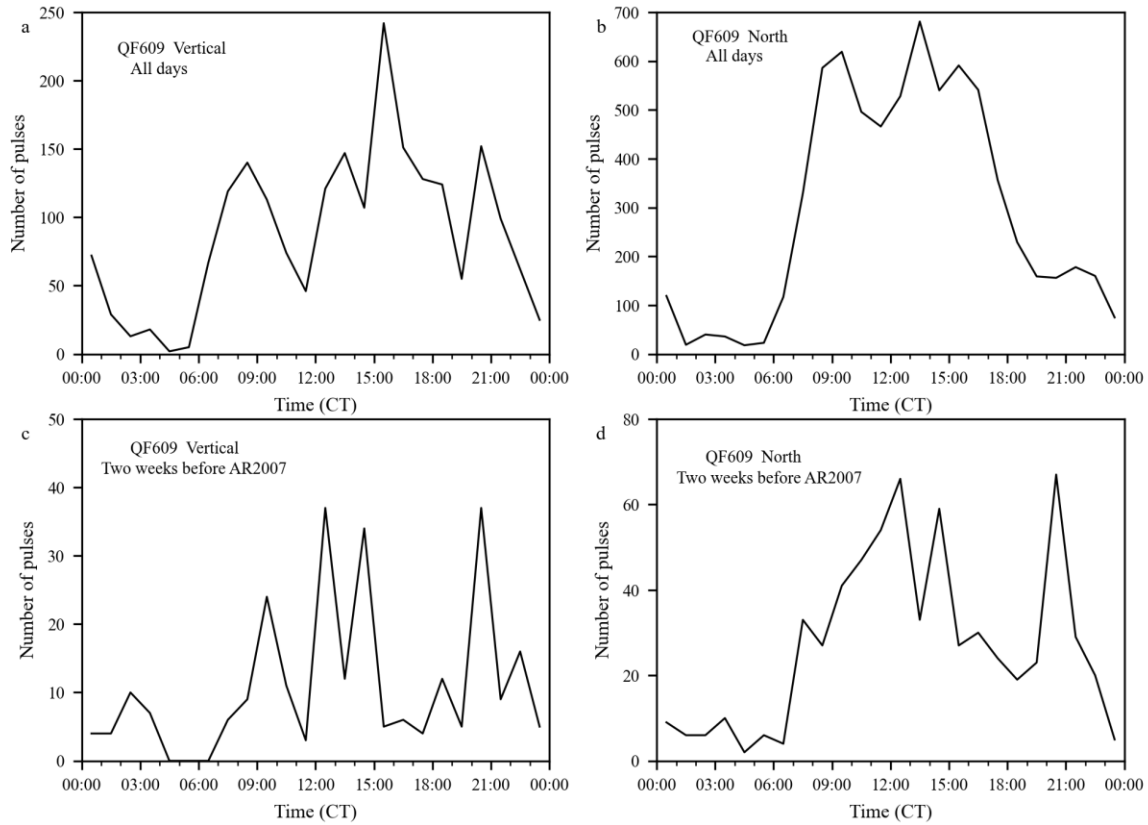 a
QF609 Vertical
All days
Number of pulses
250
200
150
100
50
0
00:00 03:00 06:00 09:00 12:00 15:00 18:00 21:00 00:00
Time (CT)
b
QF609 North
All days
Number of pulses
700
600
500
400
300
200
100
0
00:00 03:00 06:00 09:00 12:00 15:00 18:00 21:00 00:00
Time (CT)
c
QF609 Vertical
Two weeks before AR2007
Number of pulses
50
40
30
20
10
0
00:00 03:00 06:00 09:00 12:00 15:00 18:00 21:00 00:00
Time (CT)
d
QF609 North
Two weeks before AR2007
Number of pulses
80
60
40
20
0
00:00 03:00 06:00 09:00 12:00 15:00 18:00 21:00 00:00
Time (CT)